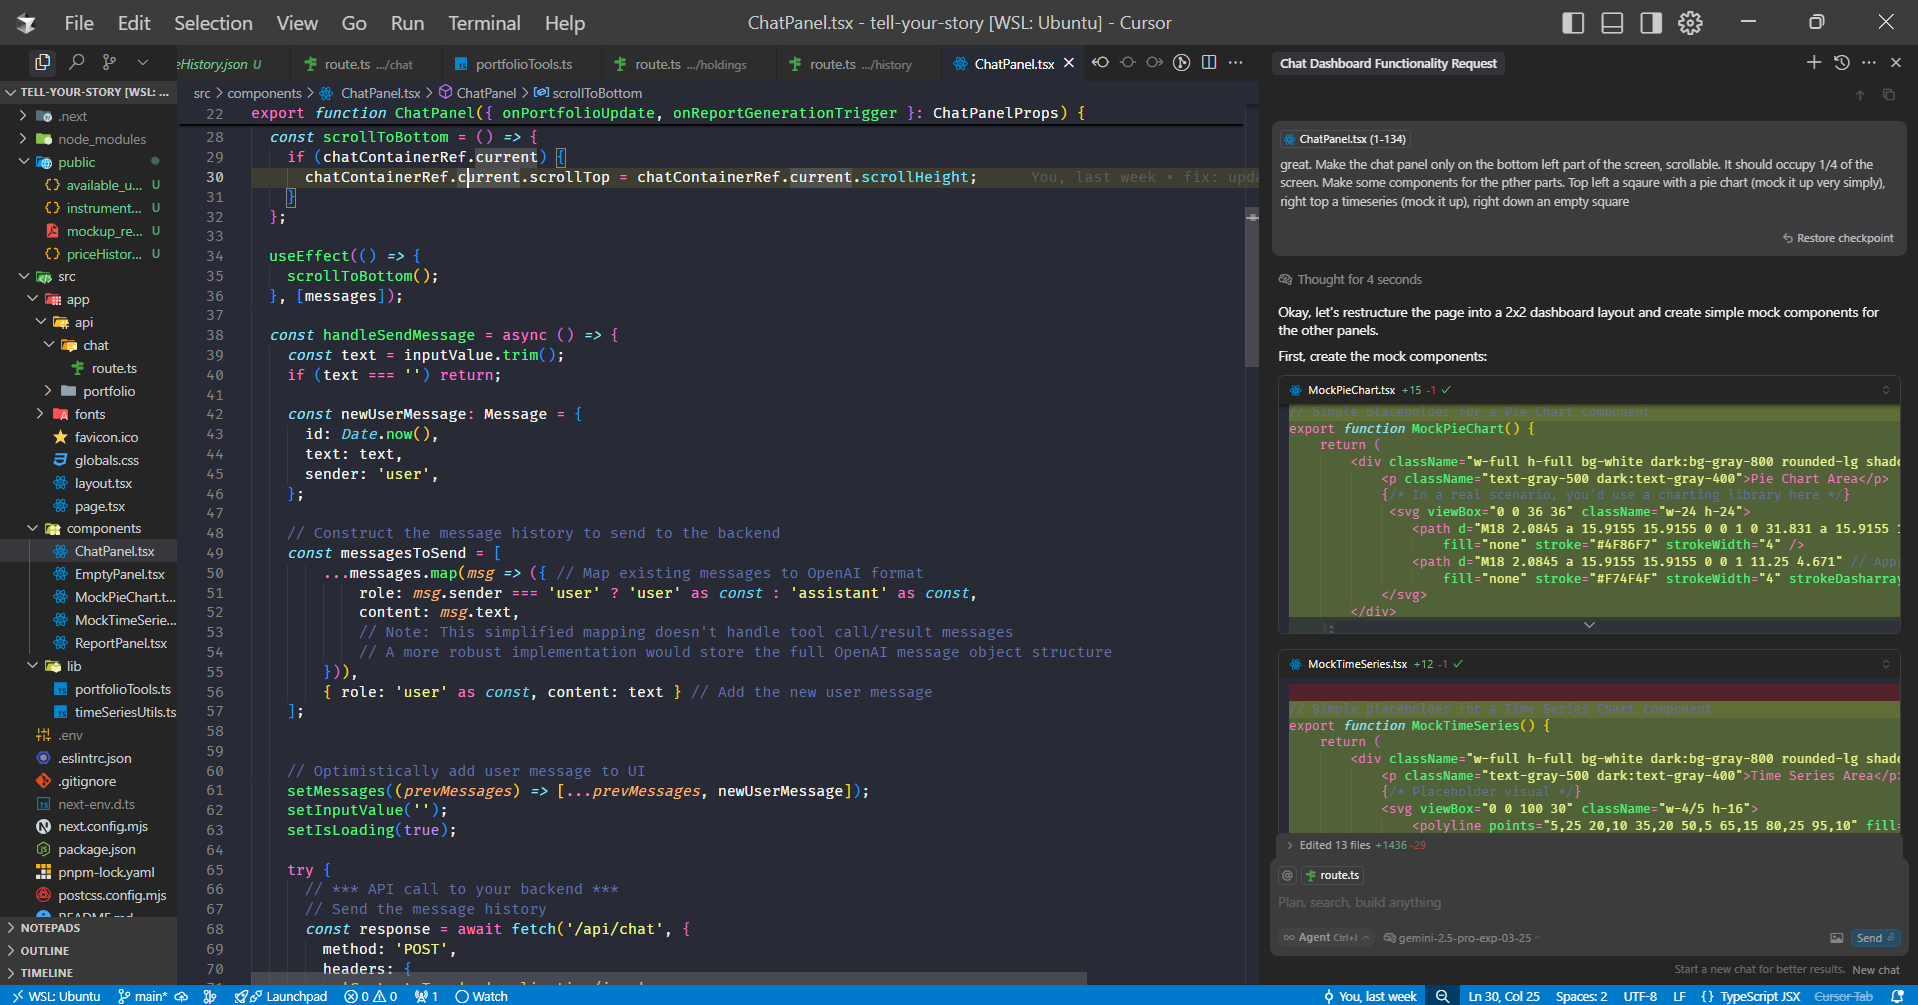 File Edit Selection View Go Run Terminal Help
ChatPanel.tsx - tell-your-story [WSL: Ubuntu] - Cursor
eHistory.json U
route.ts .../chat
portfolioTools.ts
route.ts .../holdings
route.ts .../history
ChatPanel.tsx
TELL-YOUR-STORY [WSL: ...
.next
node_modules
public
available_u... U
instrument... U
mockup_re... U
priceHistor... U
src
app
api
chat
route.ts
portfolio
fonts
favicon.ico
globals.css
layout.tsx
page.tsx
components
ChatPanel.tsx
EmptyPanel.tsx
MockPieChart.t...
MockTimeSerie...
ReportPanel.tsx
lib
portfolioTools.ts
timeSeriesUtils.ts
.env
.eslintrc.json
.gitignore
next-env.d.ts
next.config.mjs
package.json
pnpm-lock.yaml
postcss.config.mjs
README.md
NOTEPADS
OUTLINE
TIMELINE
src > components > ChatPanel.tsx > ChatPanel > scrollToBottom
22 export function ChatPanel({ onPortfolioUpdate, onReportGenerationTrigger }: ChatPanelProps) {
28 const scrollToBottom = () => {
29 if (chatContainerRef.current) {
30 chatContainerRef.current.scrollTop = chatContainerRef.current.scrollHeight; You, last week • fix: upda
31 }
32 };
33
34 useEffect(() => {
35 scrollToBottom();
36 }, [messages]);
37
38 const handleSendMessage = async () => {
39 const text = inputValue.trim();
40 if (text === '') return;
41
42 const newUserMessage: Message = {
43 id: Date.now(),
44 text: text,
45 sender: 'user',
46 };
47
48 // Construct the message history to send to the backend
49 const messagesToSend = [
50 ...messages.map(msg => ({ // Map existing messages to OpenAI format
51 role: msg.sender === 'user' ? 'user' as const : 'assistant' as const,
52 content: msg.text,
53 // Note: This simplified mapping doesn't handle tool call/result messages
54 // A more robust implementation would store the full OpenAI message object structure
55 })),
56 { role: 'user' as const, content: text } // Add the new user message
57 ];
58
59
60 // Optimistically add user message to UI
61 setMessages((prevMessages) => [...prevMessages, newUserMessage]);
62 setInputValue('');
63 setIsLoading(true);
64
65 try {
66 // *** API call to your backend ***
67 // Send the message history
68 const response = await fetch('/api/chat', {
69 method: 'POST',
70 headers: {
Chat Dashboard Functionality Request
ChatPanel.tsx (1-134)
great. Make the chat panel only on the bottom left part of the screen, scrollable. It should occupy 1/4 of the
screen. Make some components for the pther parts. Top left a sqaure with a pie chart (mock it up very simply),
right top a timeseries (mock it up), right down an empty square
Restore checkpoint
Thought for 4 seconds
Okay, let's restructure the page into a 2x2 dashboard layout and create simple mock components for
the other panels.
First, create the mock components:
MockPieChart.tsx +15 -1
// Simple placeholder for a Pie Chart component
export function MockPieChart() {
return (
<div className="w-full h-full bg-white dark:bg-gray-800 rounded-lg shado
<p className="text-gray-500 dark:text-gray-400">Pie Chart Area</p>
{/* In a real scenario, you'd use a charting library here */}
<svg viewBox="0 0 36 36" className="w-24 h-24">
<path d="M18 2.0845 a 15.9155 15.9155 0 0 1 0 31.831 a 15.9155 1
fill="none" stroke="#4F86F7" strokeWidth="4" />
<path d="M18 2.0845 a 15.9155 15.9155 0 0 1 11.25 4.671" // App
fill="none" stroke="#F74F4F" strokeWidth="4" strokeDasharray
</svg>
</div>
);
MockTimeSeries.tsx +12 -1
// Simple placeholder for a Time Series Chart component
export function MockTimeSeries() {
return (
<div className="w-full h-full bg-white dark:bg-gray-800 rounded-lg shado
<p className="text-gray-500 dark:text-gray-400">Time Series Area</p>
{/* Placeholder visual */}
<svg viewBox="0 0 100 30" className="w-4/5 h-16">
<polyline points="5,25 20,10 35,20 50,5 65,15 80,25 95,10" fill=
Edited 13 files +1436 -29
@ route.ts
Plan, search, build anything
Agent Ctrl+I gemini-2.5-pro-exp-03-25
Send
Start a new chat for better results. New chat
WSL: Ubuntu main* Launchpad 0 0 1 Watch
You, last week Ln 30, Col 25 Spaces: 2 UTF-8 LF {} TypeScript JSX Cursor Tab